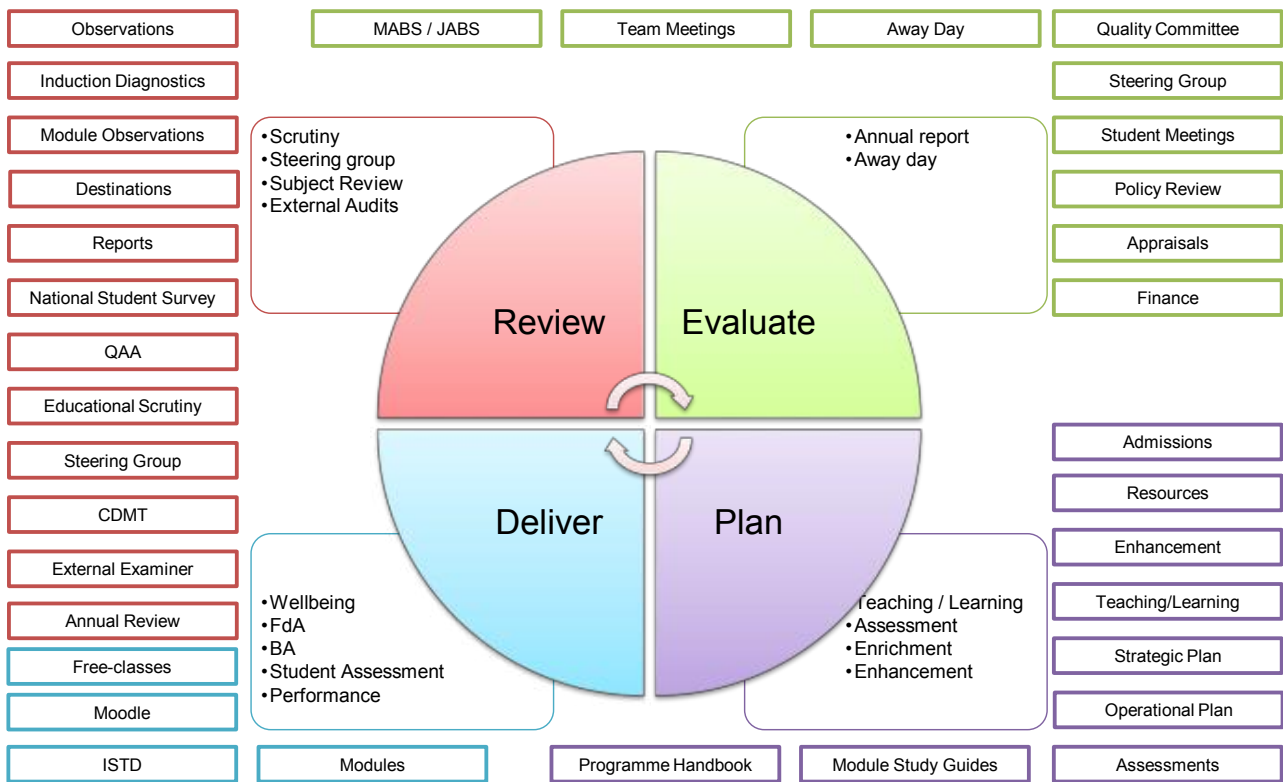 Observations
MABS / JABS
Team Meetings
Away Day
Quality Committee
Induction Diagnostics
Steering Group
Module Observations
Student Meetings
Destinations
Policy Review
Reports
Appraisals
National Student Survey
Finance
QAA
Educational Scrutiny
Steering Group
CDMT
External Examiner
Annual Review
•Scrutiny
•Steering group
•Subject Review
•External Audits
•Annual report
•Away day
Review
Evaluate
Deliver
Plan
•Wellbeing
•FdA
•BA
•Student Assessment
•Performance
Teaching / Learning
•Assessment
•Enrichment
•Enhancement
Admissions
Resources
Enhancement
Teaching/Learning
Strategic Plan
Operational Plan
Free-classes
Moodle
ISTD
Modules
Programme Handbook
Module Study Guides
Assessments